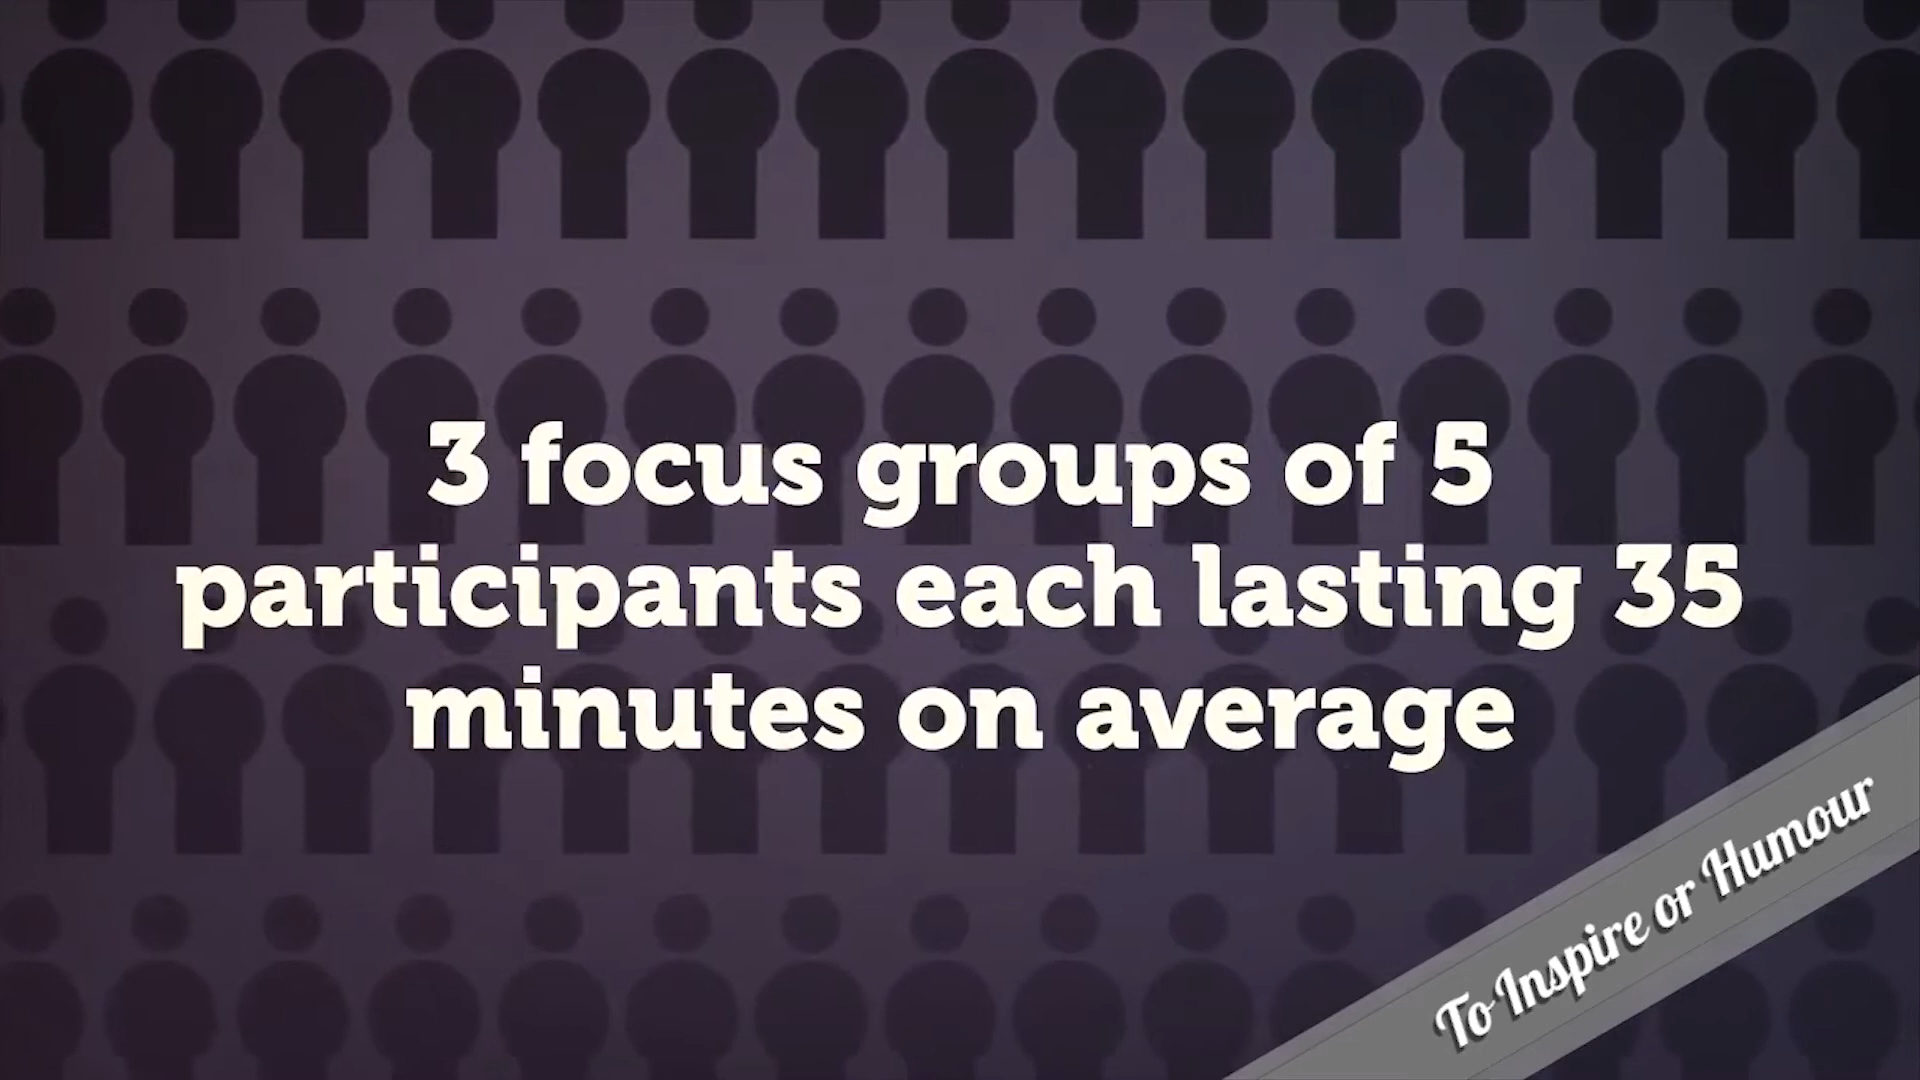 3 focus groups of 5
participants each lasting 35
minutes on average
To Inspire or Humour